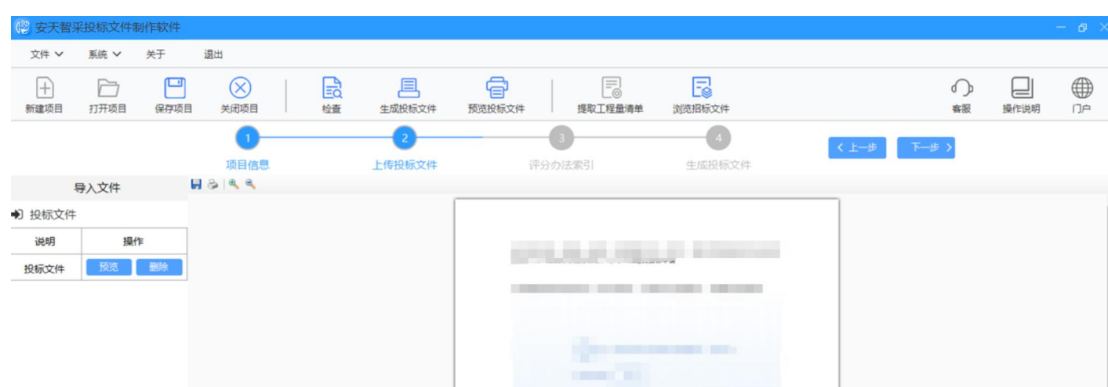 安天智采投标文件制作软件
文件 系统 关于 退出
新建项目 打开项目 保存项目 关闭项目 检查 生成投标文件 预览投标文件 提取工程量清单 浏览招标文件 客服 操作说明 门户
1 2 3 4
项目信息 上传投标文件 评分办法索引 生成投标文件
上一步 下一步
导入文件
投标文件
说明 操作
投标文件 预览 删除